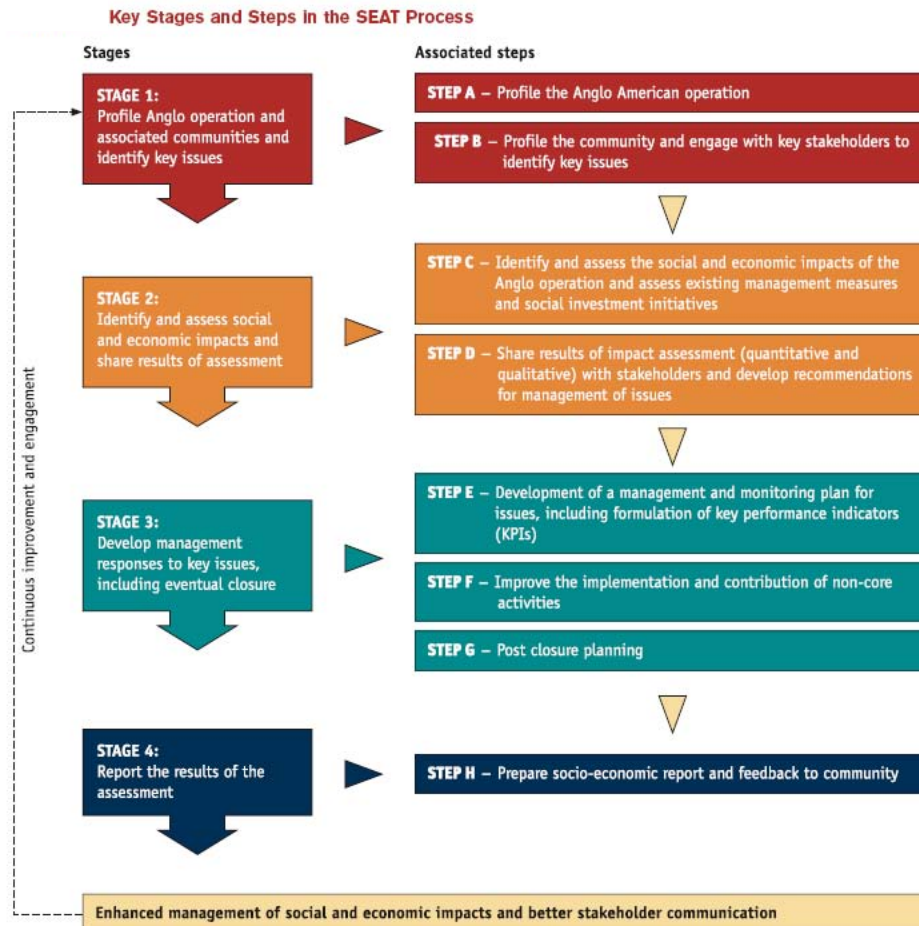 Key Stages and Steps in the SEAT Process
Stages
Associated steps
STAGE 1:
Profile Anglo operation and
associated communities and
identify key issues
STEP A – Profile the Anglo American operation
STEP B – Profile the community and engage with key stakeholders to
identify key issues
STAGE 2:
Identify and assess social
and economic impacts and
share results of assessment
STEP C – Identify and assess the social and economic impacts of the
Anglo operation and assess existing management measures
and social investment initiatives
STEP D – Share results of impact assessment (quantitative and
qualitative) with stakeholders and develop recommendations
for management of issues
STAGE 3:
Develop management
responses to key issues,
including eventual closure
STEP E – Development of a management and monitoring plan for
issues, including formulation of key performance indicators
(KPIs)
STEP F – Improve the implementation and contribution of non-core
activities
STEP G – Post closure planning
STAGE 4:
Report the results of the
assessment
STEP H – Prepare socio-economic report and feedback to community
Continuous improvement and engagement
Enhanced management of social and economic impacts and better stakeholder communication